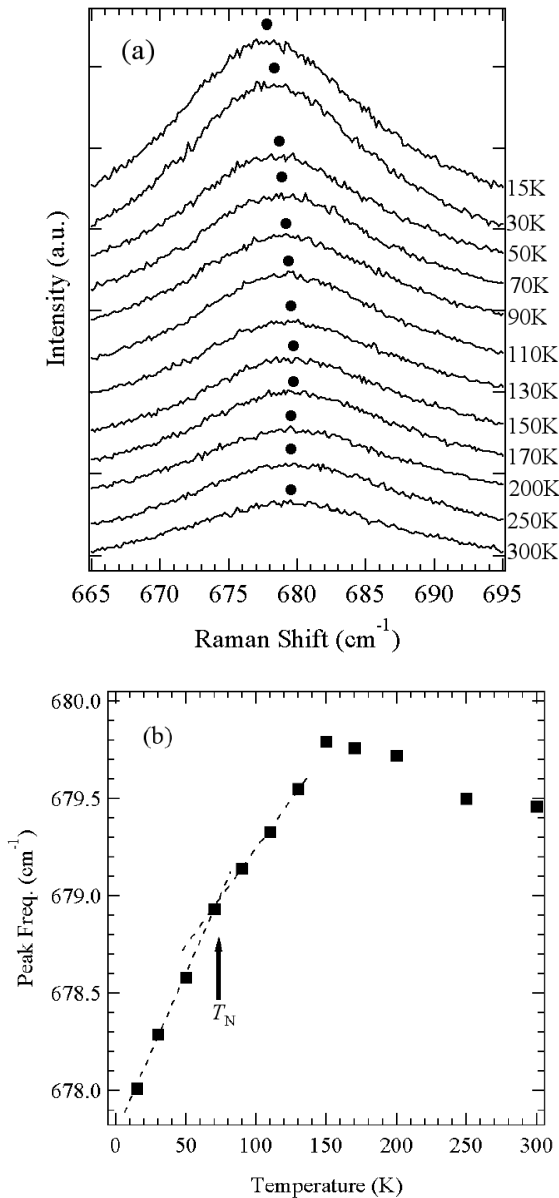 (a)
Intensity (a.u.)
15K
30K
50K
70K
90K
110K
130K
150K
170K
200K
250K
300K
665 670 675 680 685 690 695
Raman Shift (cm⁻¹)
(b)
680.0
679.5
679.0
678.5
678.0
Peak Freq. (cm⁻¹)
T_N
0 50 100 150 200 250 300
Temperature (K)